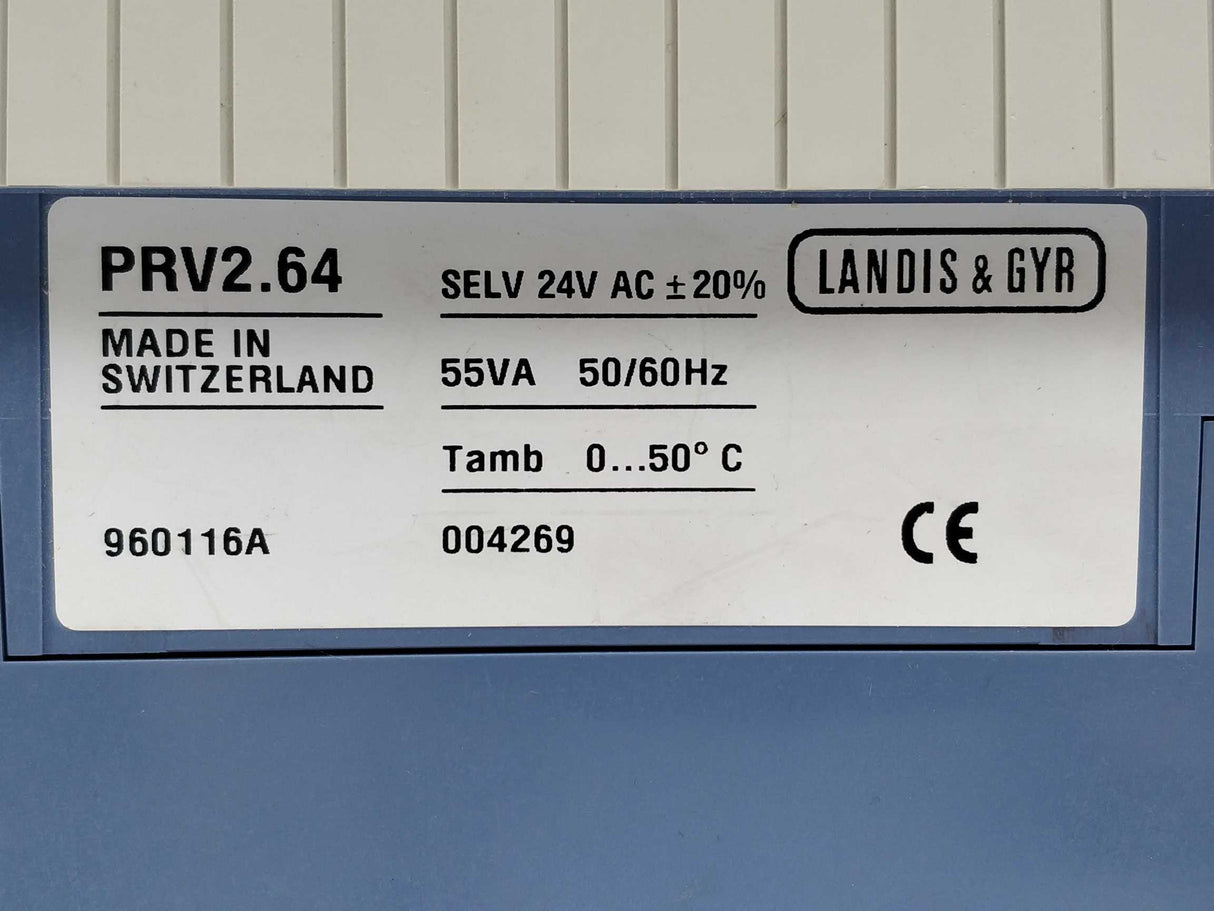 PRV2.64
MADE IN
SWITZERLAND
960116A
SELV 24V AC ±20%
55VA 50/60Hz
Tamb 0...50° C
004269
LANDIS & GYR
CE